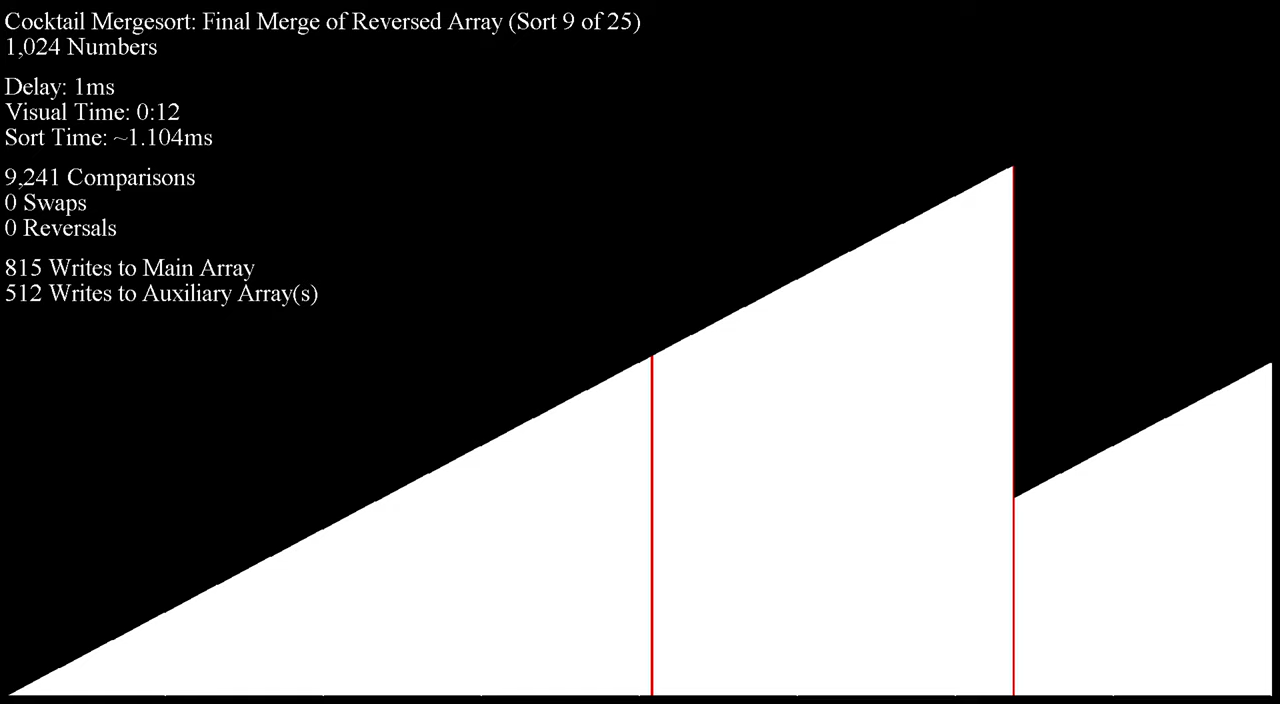 Cocktail Mergesort: Final Merge of Reversed Array (Sort 9 of 25)
1,024 Numbers
Delay: 1ms
Visual Time: 0:12
Sort Time: ~1.104ms
9,241 Comparisons
0 Swaps
0 Reversals
815 Writes to Main Array
512 Writes to Auxiliary Array(s)